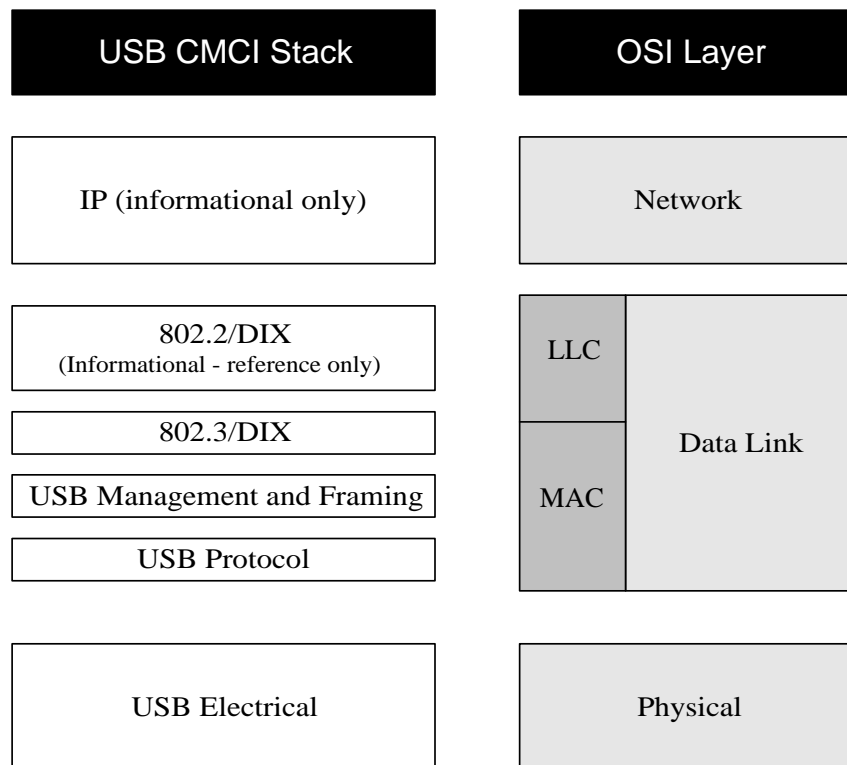 USB CMCI Stack
OSI Layer
IP (informational only)
Network
802.2/DIX
(Informational - reference only)
LLC
802.3/DIX
Data Link
USB Management and Framing
MAC
USB Protocol
USB Electrical
Physical